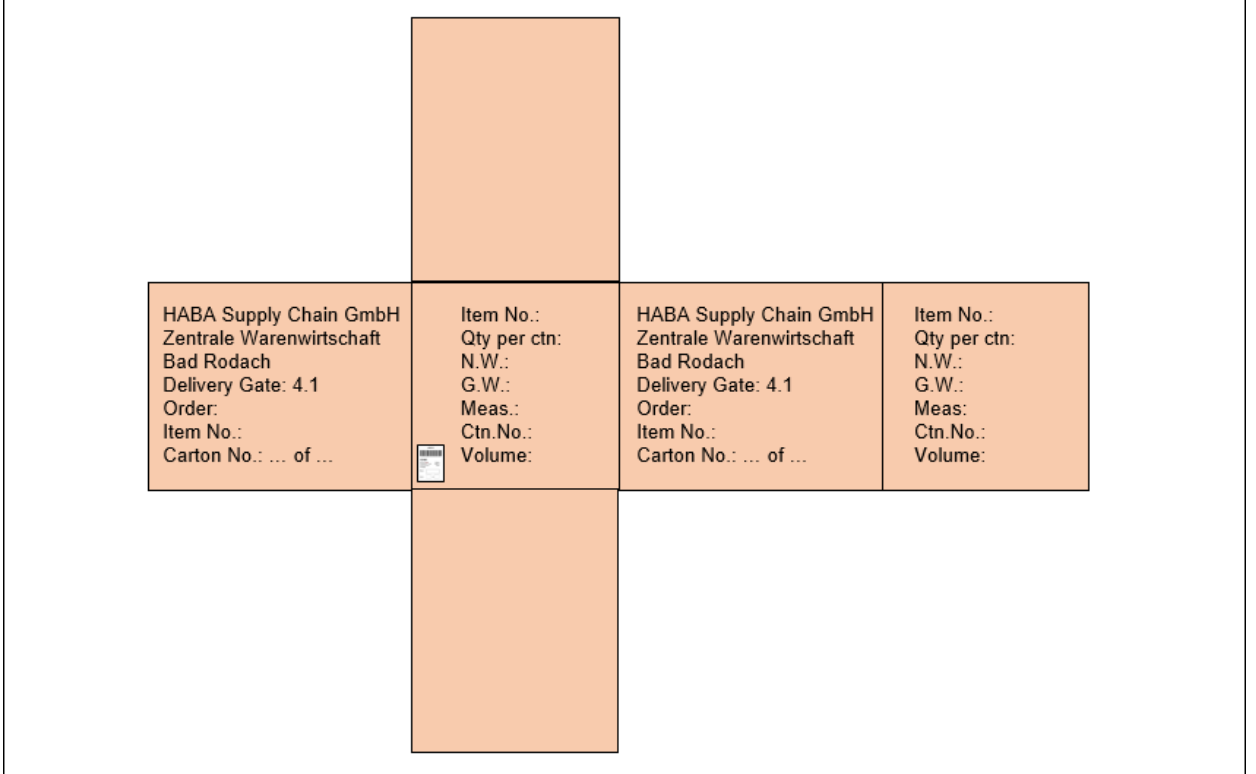 HABA Supply Chain GmbH
Zentrale Warenwirtschaft
Bad Rodach
Delivery Gate: 4.1
Order:
Item No.:
Carton No.: ... of ...
Item No.:
Qty per ctn:
N.W.:
G.W.:
Meas.:
Ctn.No.:
Volume:
HABA Supply Chain GmbH
Zentrale Warenwirtschaft
Bad Rodach
Delivery Gate: 4.1
Order:
Item No.:
Carton No.: ... of ...
Item No.:
Qty per ctn:
N.W.:
G.W.:
Meas:
Ctn.No.:
Volume: